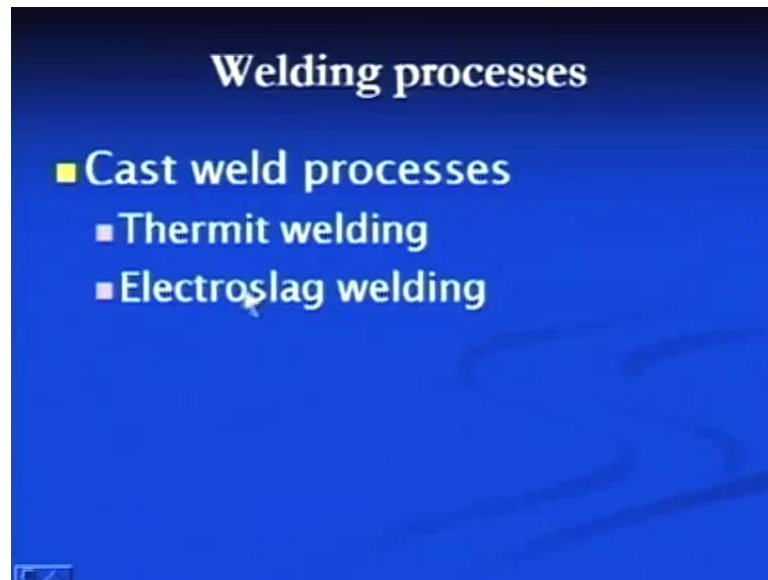 Welding processes
Cast weld processes
Thermit welding
Electroslag welding